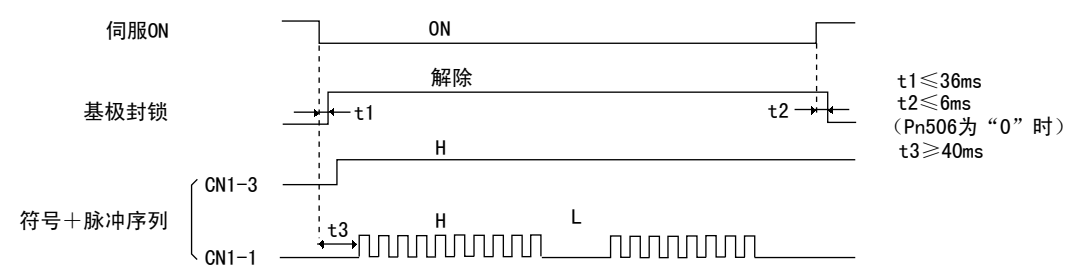 伺服ON
ON
解除
基极封锁
t1
t2
t1≤36ms
t2≤6ms
（Pn506为“0”时）
t3≥40ms
H
CN1-3
符号＋脉冲序列
t3
H
L
CN1-1